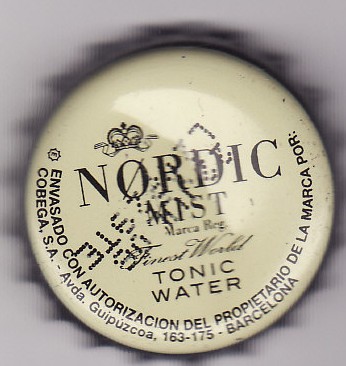 NORDIC
MIST
Marca Reg.
Finest World
TONIC
WATER
ENVASADO CON AUTORIZACION DEL PROPIETARIO DE LA MARCA POR:
COBEGA, S.A. - Avda. Guipúzcoa, 163-175 - BARCELONA